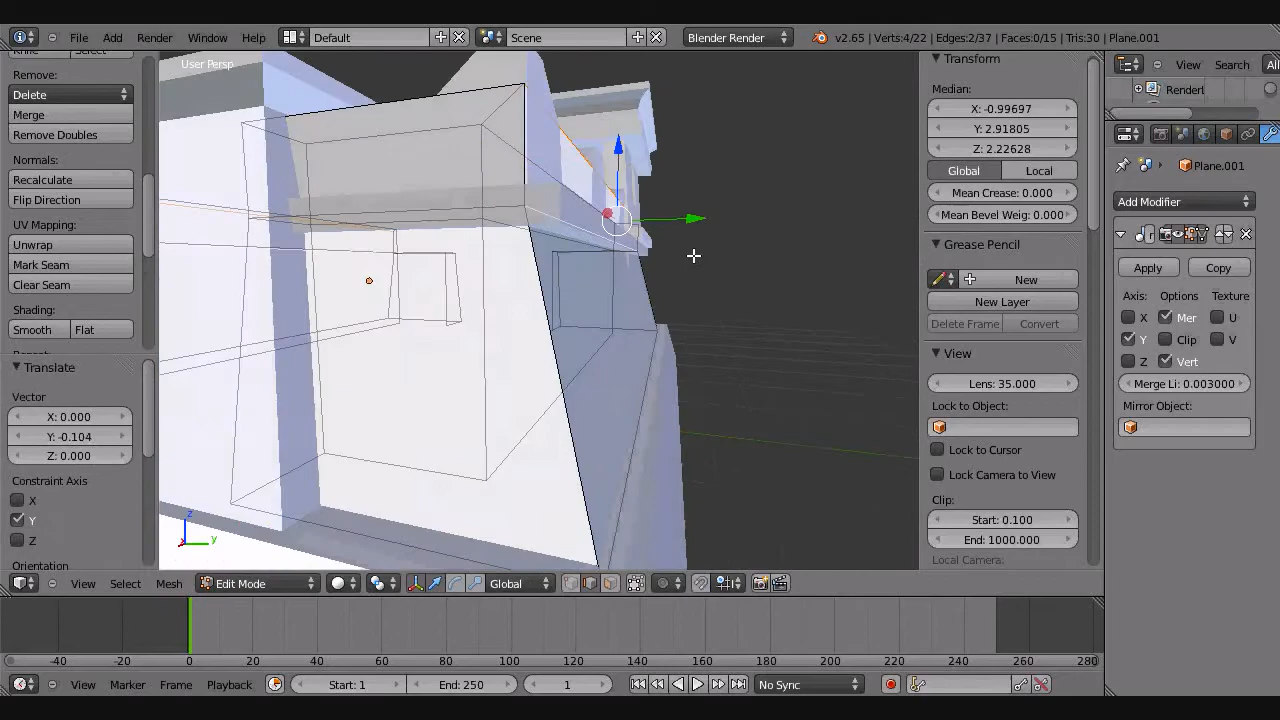 File Add Render Window Help Default Scene Blender Render v2.65 | Verts:4/22 | Edges:2/37 | Faces:0/15 | Tris:30 | Plane.001
User Persp
Select
Remove:
Delete
Merge
Remove Doubles
Normals:
Recalculate
Flip Direction
UV Mapping:
Unwrap
Mark Seam
Clear Seam
Shading:
Smooth Flat
Translate
Vector
X: 0.000
Y: -0.104
Z: 0.000
Constraint Axis
X
Y
Z
Orientation
z
y
Transform
Median:
X: -0.99697
Y: 2.91805
Z: 2.22628
Global Local
Mean Crease: 0.000
Mean Bevel Weig: 0.000
Grease Pencil
New
New Layer
Delete Frame Convert
View
Lens: 35.000
Lock to Object:
Lock to Cursor
Lock Camera to View
Clip:
Start: 0.100
End: 1000.000
Local Camera:
View Search All
RenderL
Plane.001
Add Modifier
Apply Copy
Axis: Options Texture
X Mer U
Y Clip V
Z Vert
Merge Li: 0.003000
Mirror Object:
View Select Mesh Edit Mode Global
-40 -20 0 20 40 60 80 100 120 140 160 180 200 220 240 260 280
View Marker Frame Playback Start: 1 End: 250 1 No Sync